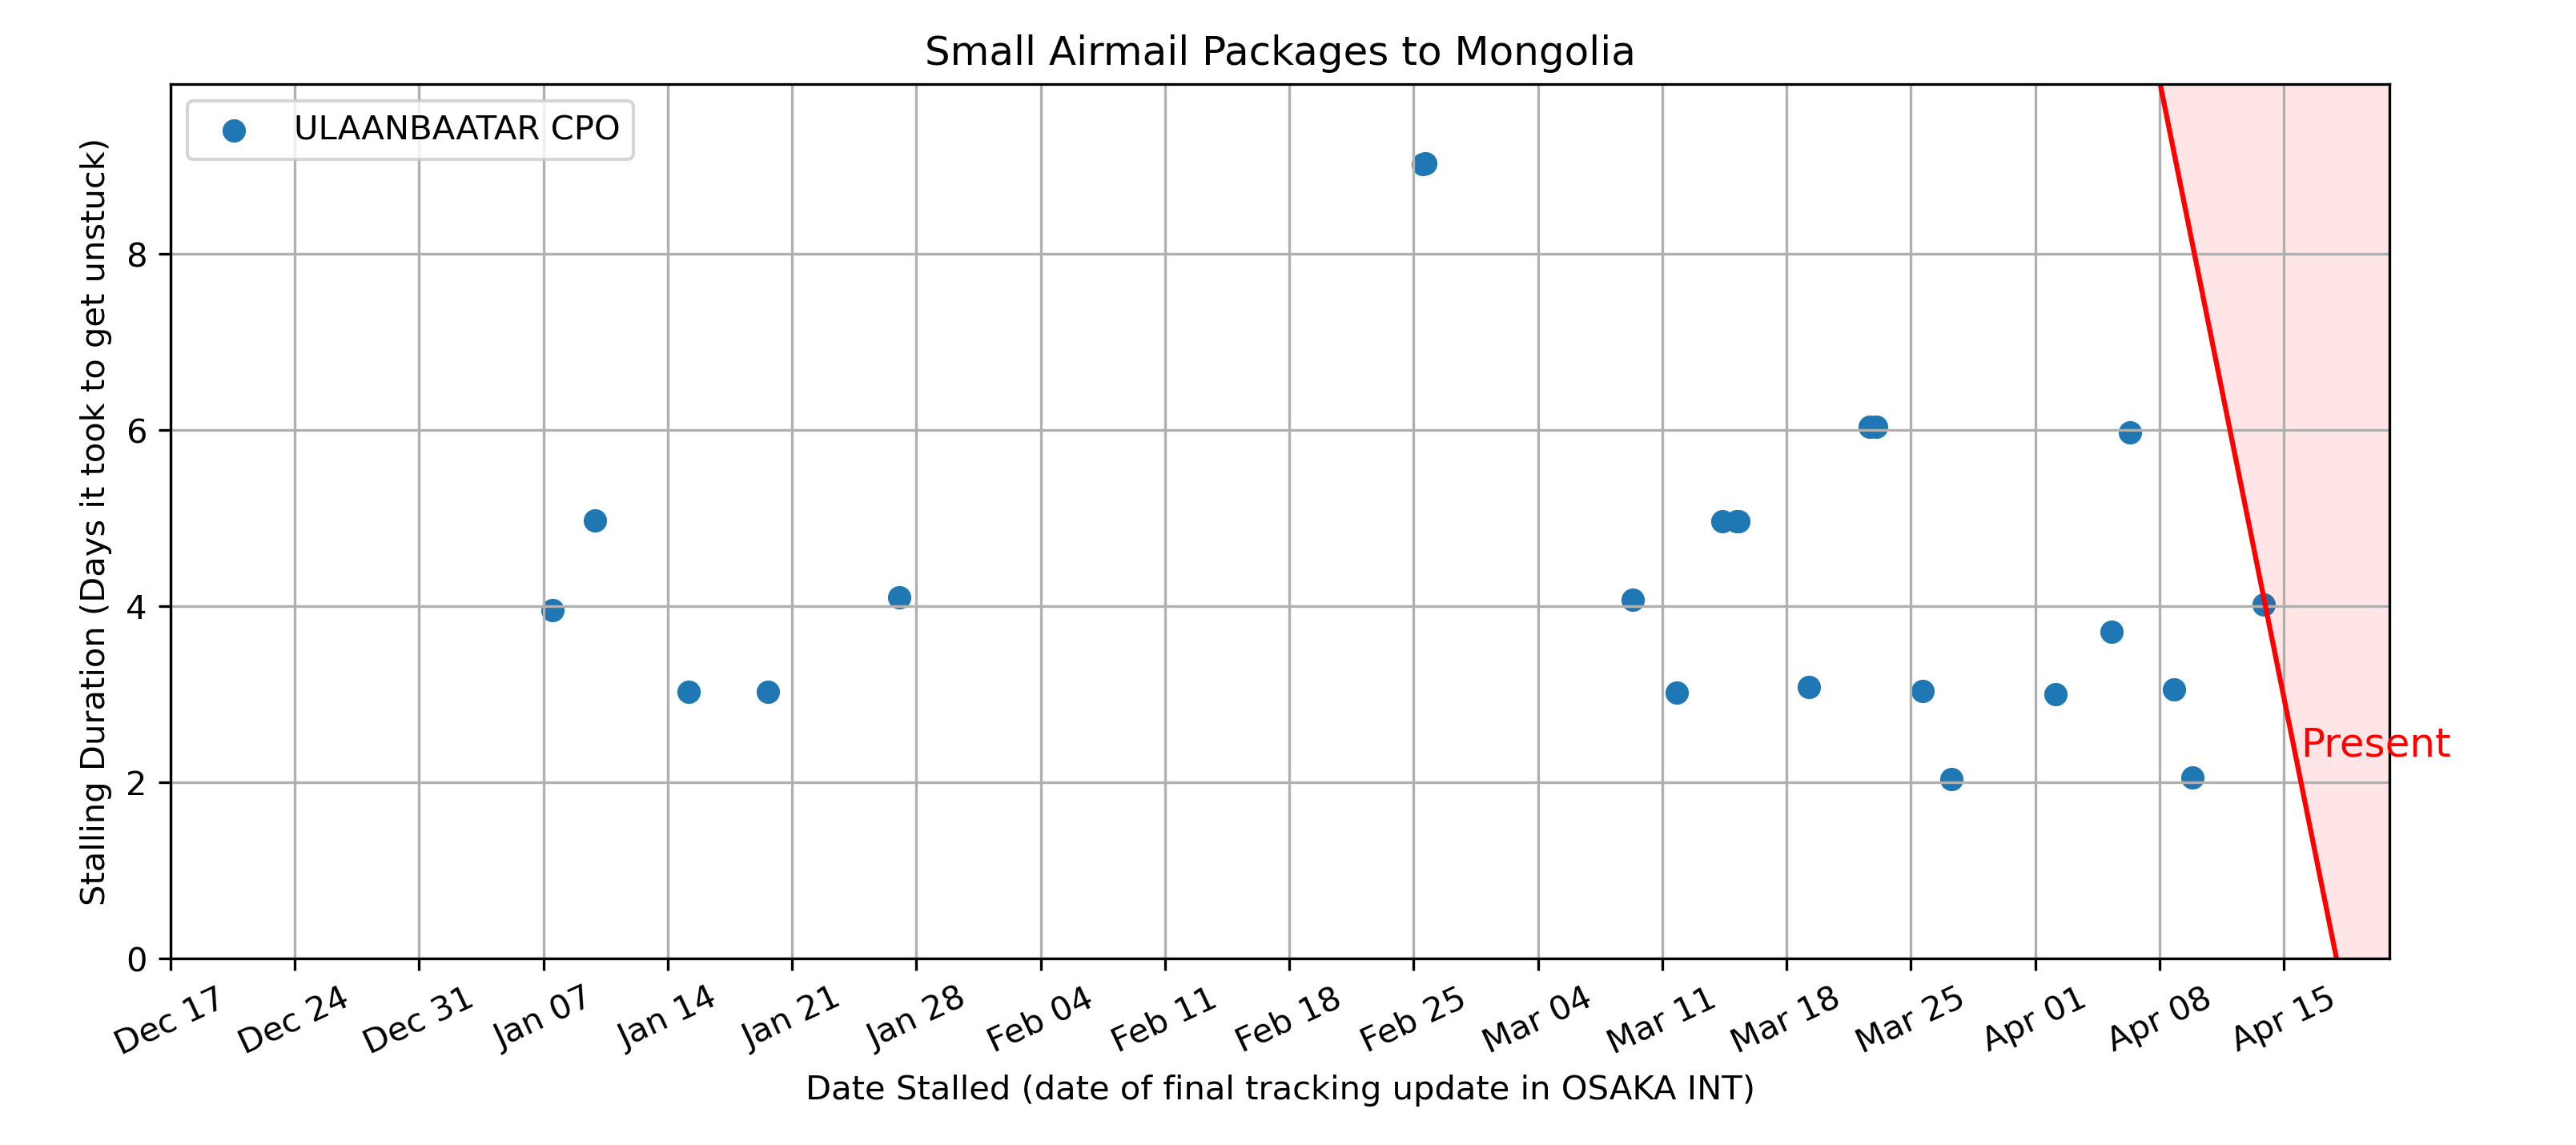 Small Airmail Packages to Mongolia
ULAANBAATAR CPO
Stalling Duration (Days it took to get unstuck)
8
6
4
2
0
Present
Dec 17
Dec 24
Dec 31
Jan 07
Jan 14
Jan 21
Jan 28
Feb 04
Feb 11
Feb 18
Feb 25
Mar 04
Mar 11
Mar 18
Mar 25
Apr 01
Apr 08
Apr 15
Date Stalled (date of final tracking update in OSAKA INT)